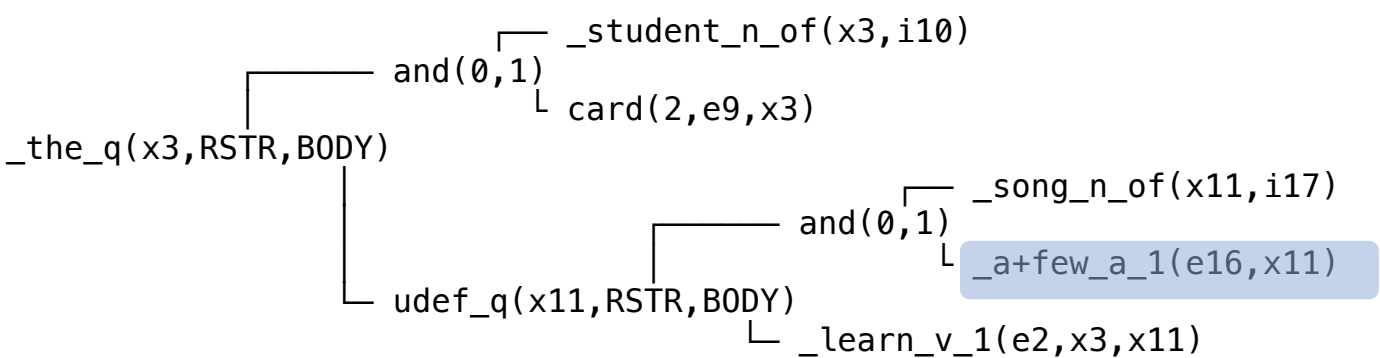 _student_n_of(x3,i10)
and(0,1)
card(2,e9,x3)
_the_q(x3,RSTR,BODY)
_song_n_of(x11,i17)
and(0,1)
_a+few_a_1(e16,x11)
udef_q(x11,RSTR,BODY)
_learn_v_1(e2,x3,x11)